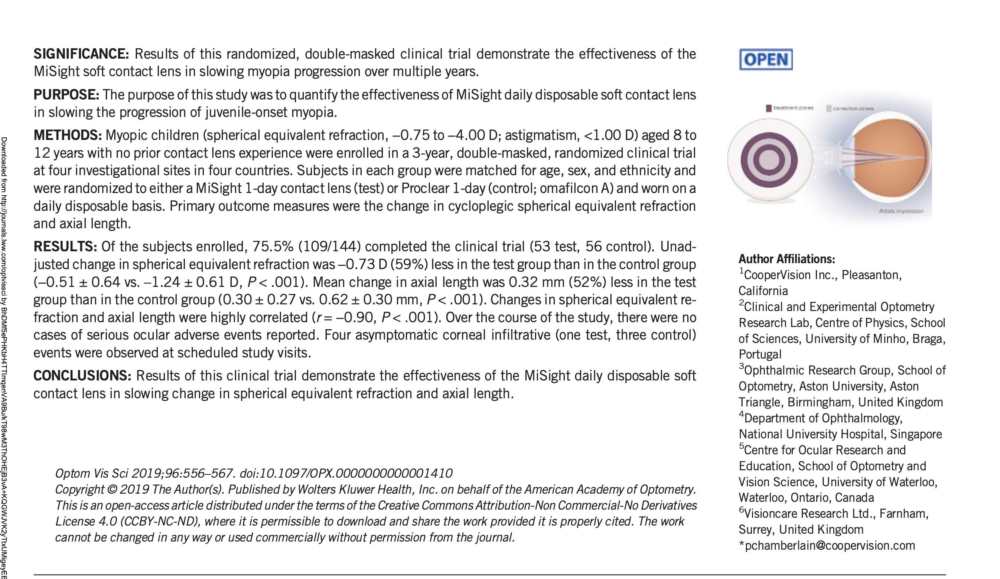 SIGNIFICANCE: Results of this randomized, double-masked clinical trial demonstrate the effectiveness of the
MiSight soft contact lens in slowing myopia progression over multiple years.
PURPOSE: The purpose of this study was to quantify the effectiveness of MiSight daily disposable soft contact lens
in slowing the progression of juvenile-onset myopia.
METHODS: Myopic children (spherical equivalent refraction, –0.75 to –4.00 D; astigmatism, <1.00 D) aged 8 to
12 years with no prior contact lens experience were enrolled in a 3-year, double-masked, randomized clinical trial
at four investigational sites in four countries. Subjects in each group were matched for age, sex, and ethnicity and
were randomized to either a MiSight 1-day contact lens (test) or Proclear 1-day (control; omafilcon A) and worn on a
daily disposable basis. Primary outcome measures were the change in cycloplegic spherical equivalent refraction
and axial length.
RESULTS: Of the subjects enrolled, 75.5% (109/144) completed the clinical trial (53 test, 56 control). Unad-
justed change in spherical equivalent refraction was –0.73 D (59%) less in the test group than in the control group
(–0.51 ± 0.64 vs. –1.24 ± 0.61 D, P < .001). Mean change in axial length was 0.32 mm (52%) less in the test
group than in the control group (0.30 ± 0.27 vs. 0.62 ± 0.30 mm, P < .001). Changes in spherical equivalent re-
fraction and axial length were highly correlated (r = –0.90, P < .001). Over the course of the study, there were no
cases of serious ocular adverse events reported. Four asymptomatic corneal infiltrative (one test, three control)
events were observed at scheduled study visits.
CONCLUSIONS: Results of this clinical trial demonstrate the effectiveness of the MiSight daily disposable soft
contact lens in slowing change in spherical equivalent refraction and axial length.
Optom Vis Sci 2019;96:556–567. doi:10.1097/OPX.0000000000001410
Copyright © 2019 The Author(s). Published by Wolters Kluwer Health, Inc. on behalf of the American Academy of Optometry.
This is an open-access article distributed under the terms of the Creative Commons Attribution-Non Commercial-No Derivatives
License 4.0 (CCBY-NC-ND), where it is permissible to download and share the work provided it is properly cited. The work
cannot be changed in any way or used commercially without permission from the journal.
OPEN
treatment zones correction zones
Artists impression
Author Affiliations:
1CooperVision Inc., Pleasanton,
California
2Clinical and Experimental Optometry
Research Lab, Centre of Physics, School
of Sciences, University of Minho, Braga,
Portugal
3Ophthalmic Research Group, School of
Optometry, Aston University, Aston
Triangle, Birmingham, United Kingdom
4Department of Ophthalmology,
National University Hospital, Singapore
5Centre for Ocular Research and
Education, School of Optometry and
Vision Science, University of Waterloo,
Waterloo, Ontario, Canada
6Visioncare Research Ltd., Farnham,
Surrey, United Kingdom
*pchamberlain@coopervision.com
Downloaded from http://journals.lww.com/optvissci by